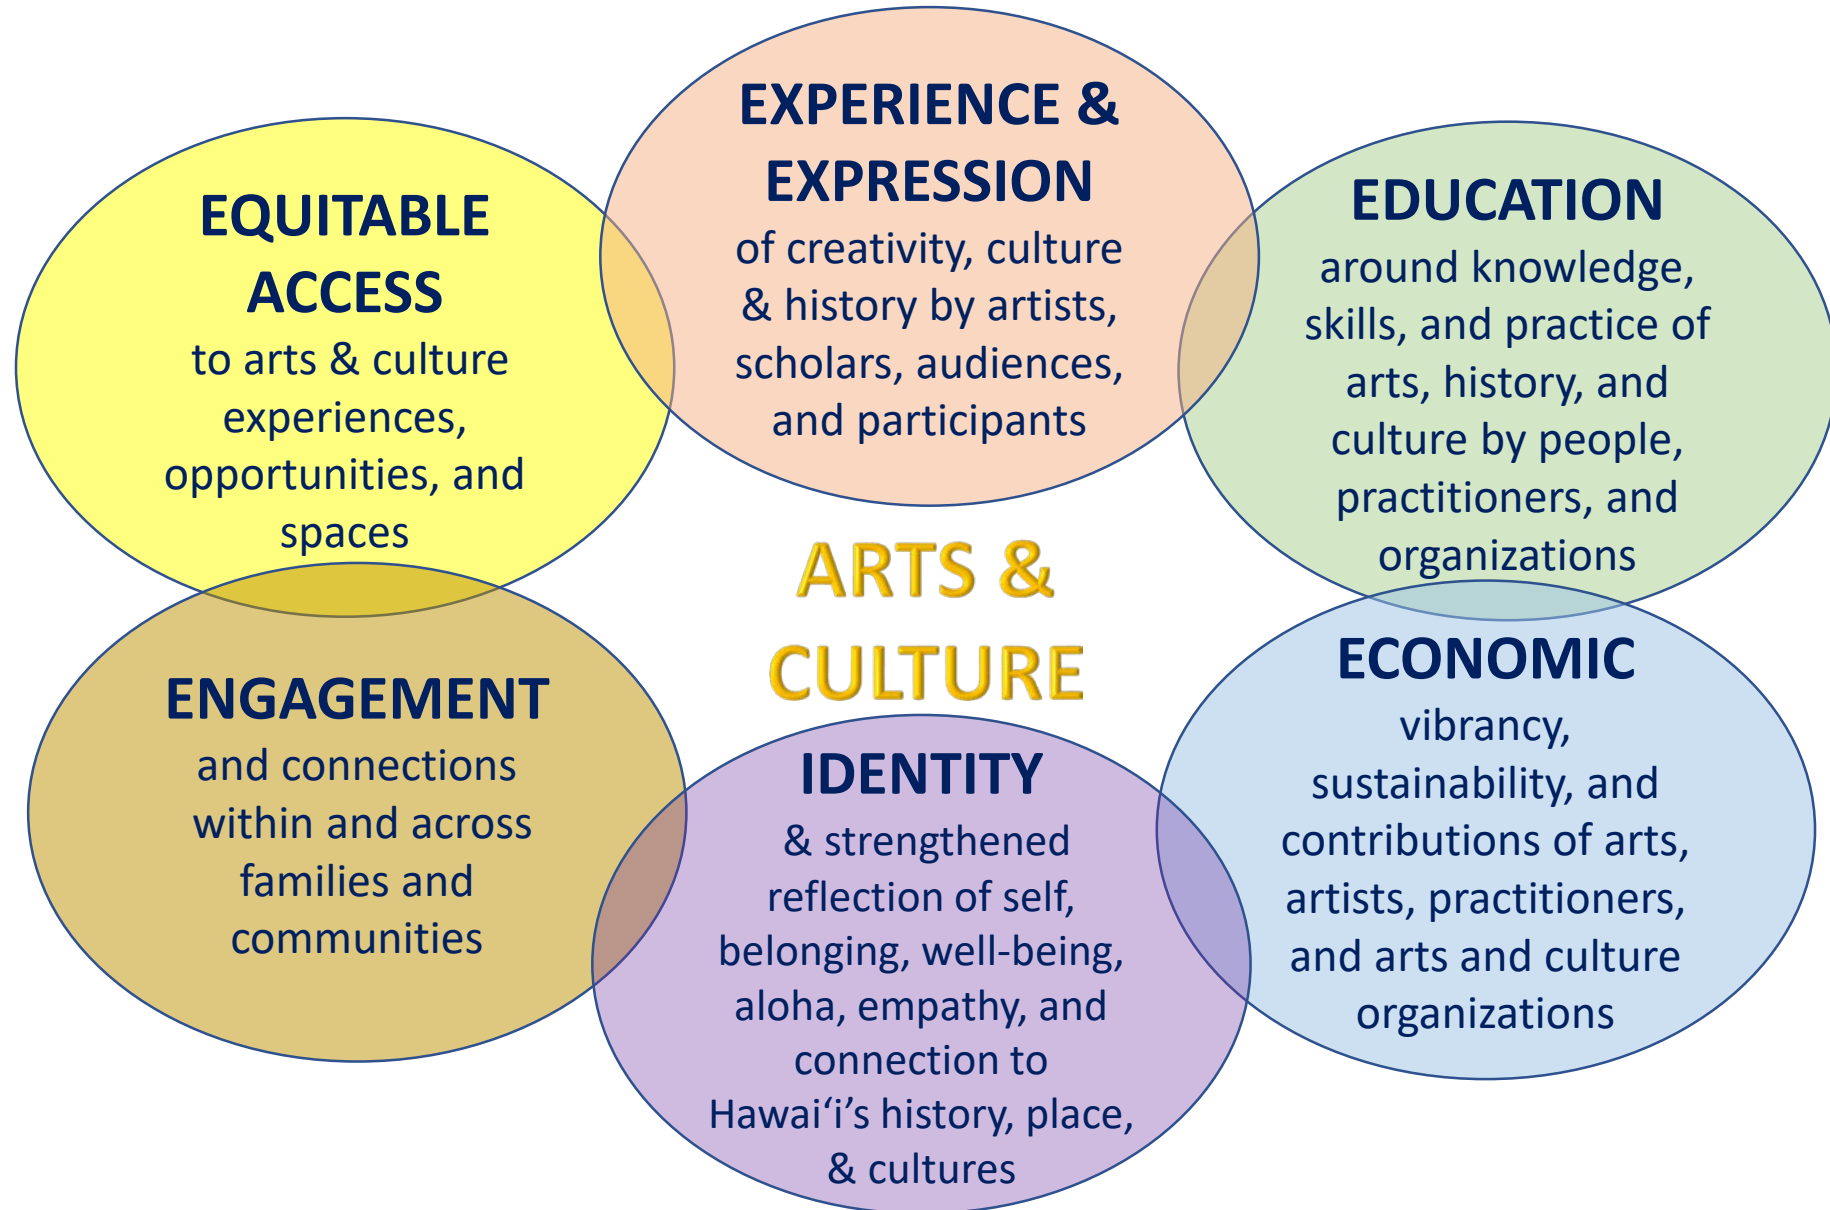 EXPERIENCE &
EXPRESSION
of creativity, culture
& history by artists,
scholars, audiences,
and participants
EQUITABLE
ACCESS
to arts & culture
experiences,
opportunities, and
spaces
EDUCATION
around knowledge,
skills, and practice of
arts, history, and
culture by people,
practitioners, and
organizations
ARTS &
CULTURE
ENGAGEMENT
and connections
within and across
families and
communities
IDENTITY
& strengthened
reflection of self,
belonging, well-being,
aloha, empathy, and
connection to
Hawai‘i’s history, place,
& cultures
ECONOMIC
vibrancy,
sustainability, and
contributions of arts,
artists, practitioners,
and arts and culture
organizations